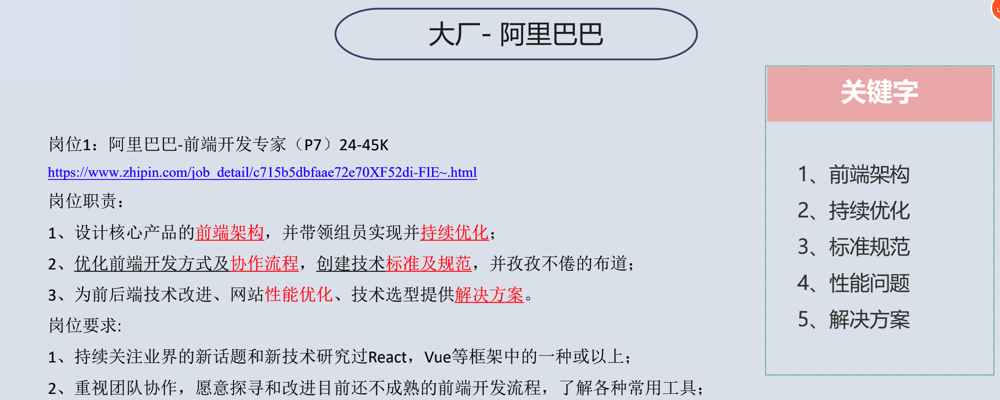 大厂- 阿里巴巴
岗位1：阿里巴巴-前端开发专家（P7）24-45K
https://www.zhipin.com/job_detail/c715b5dbfaae72e70XF52di-FlE~.html
岗位职责：
1、设计核心产品的前端架构，并带领组员实现并持续优化；
2、优化前端开发方式及协作流程，创建技术标准及规范，并孜孜不倦的布道；
3、为前后端技术改进、网站性能优化、技术选型提供解决方案。
岗位要求:
1、持续关注业界的新话题和新技术研究过React，Vue等框架中的一种或以上；
2、重视团队协作，愿意探寻和改进目前还不成熟的前端开发流程，了解各种常用工具；
关键字
1、前端架构
2、持续优化
3、标准规范
4、性能问题
5、解决方案